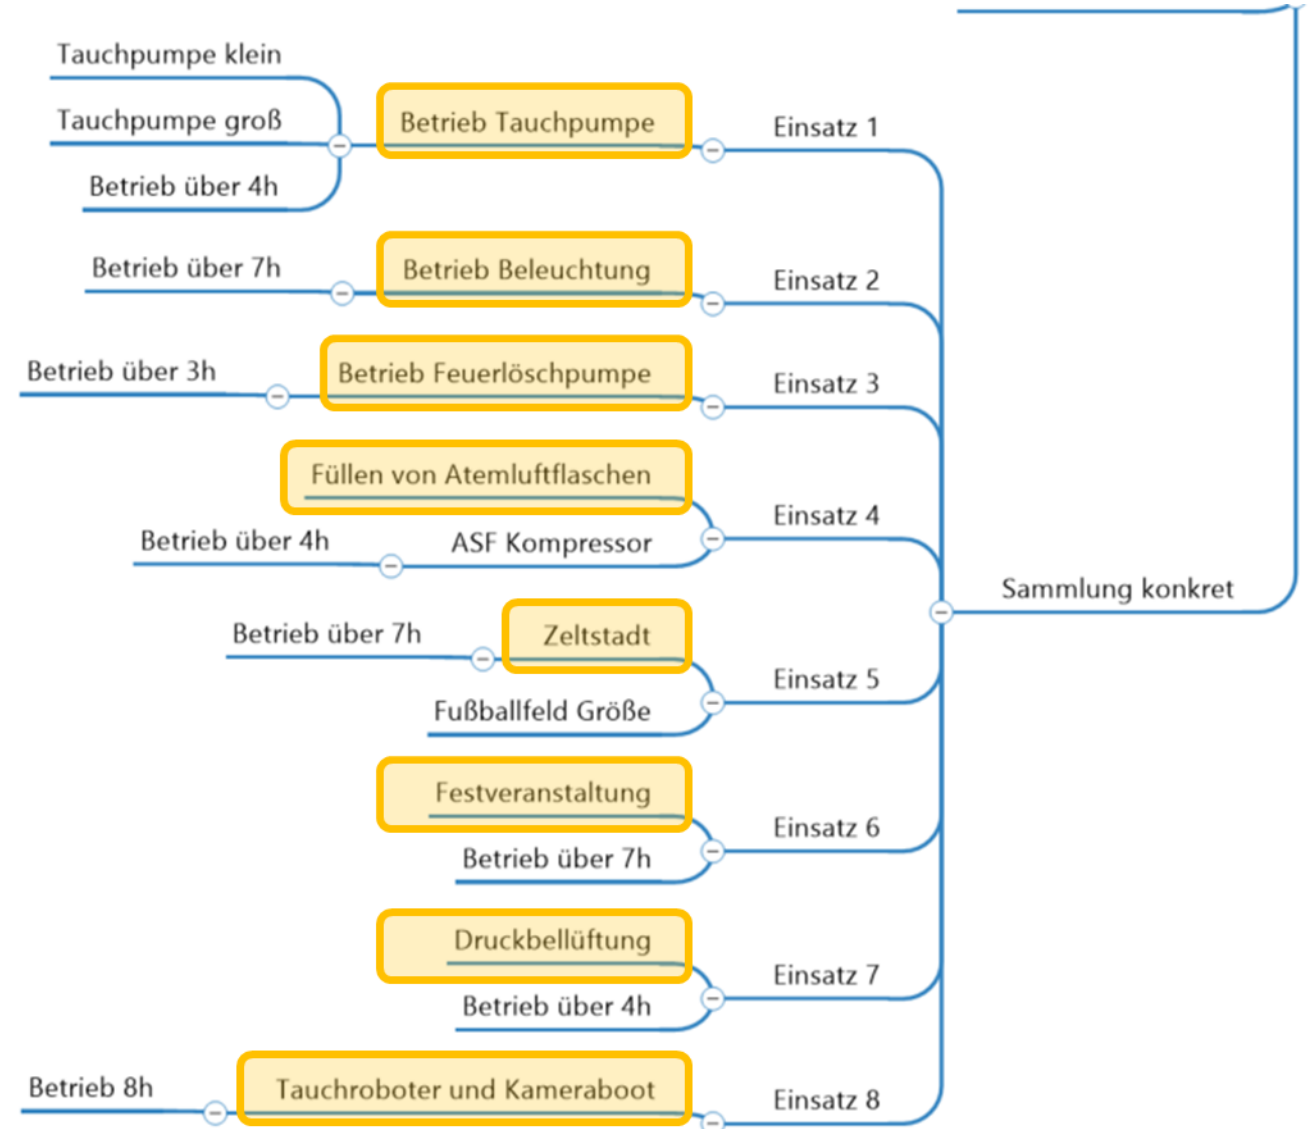 Tauchpumpe klein
Tauchpumpe groß
Betrieb über 4h
Betrieb Tauchpumpe
Einsatz 1
Betrieb über 7h
Betrieb Beleuchtung
Einsatz 2
Betrieb über 3h
Betrieb Feuerlöschpumpe
Einsatz 3
Füllen von Atemluftflaschen
Betrieb über 4h
ASF Kompressor
Einsatz 4
Sammlung konkret
Betrieb über 7h
Zeltstadt
Fußballfeld Größe
Einsatz 5
Festveranstaltung
Betrieb über 7h
Einsatz 6
Druckbellüftung
Betrieb über 4h
Einsatz 7
Betrieb 8h
Tauchroboter und Kameraboot
Einsatz 8